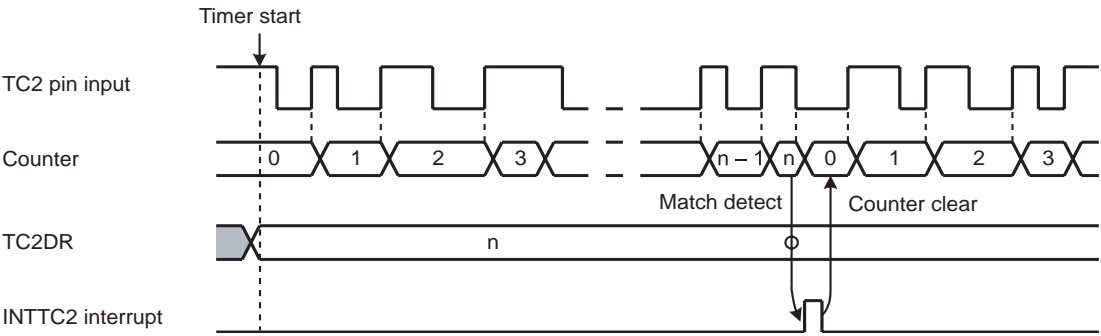 Timer start
TC2 pin input
Counter 0 1 2 3 n – 1 n 0 1 2 3
Match detect Counter clear
TC2DR n
INTTC2 interrupt